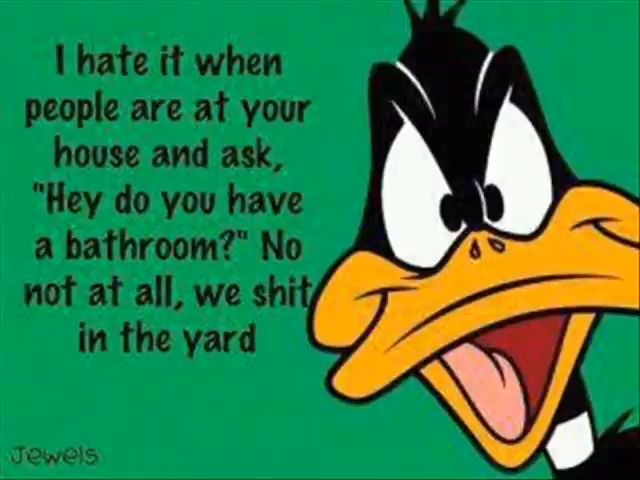 I hate it when
people are at your
house and ask,
"Hey do you have
a bathroom?" No
not at all, we shit
in the yard
Jewels